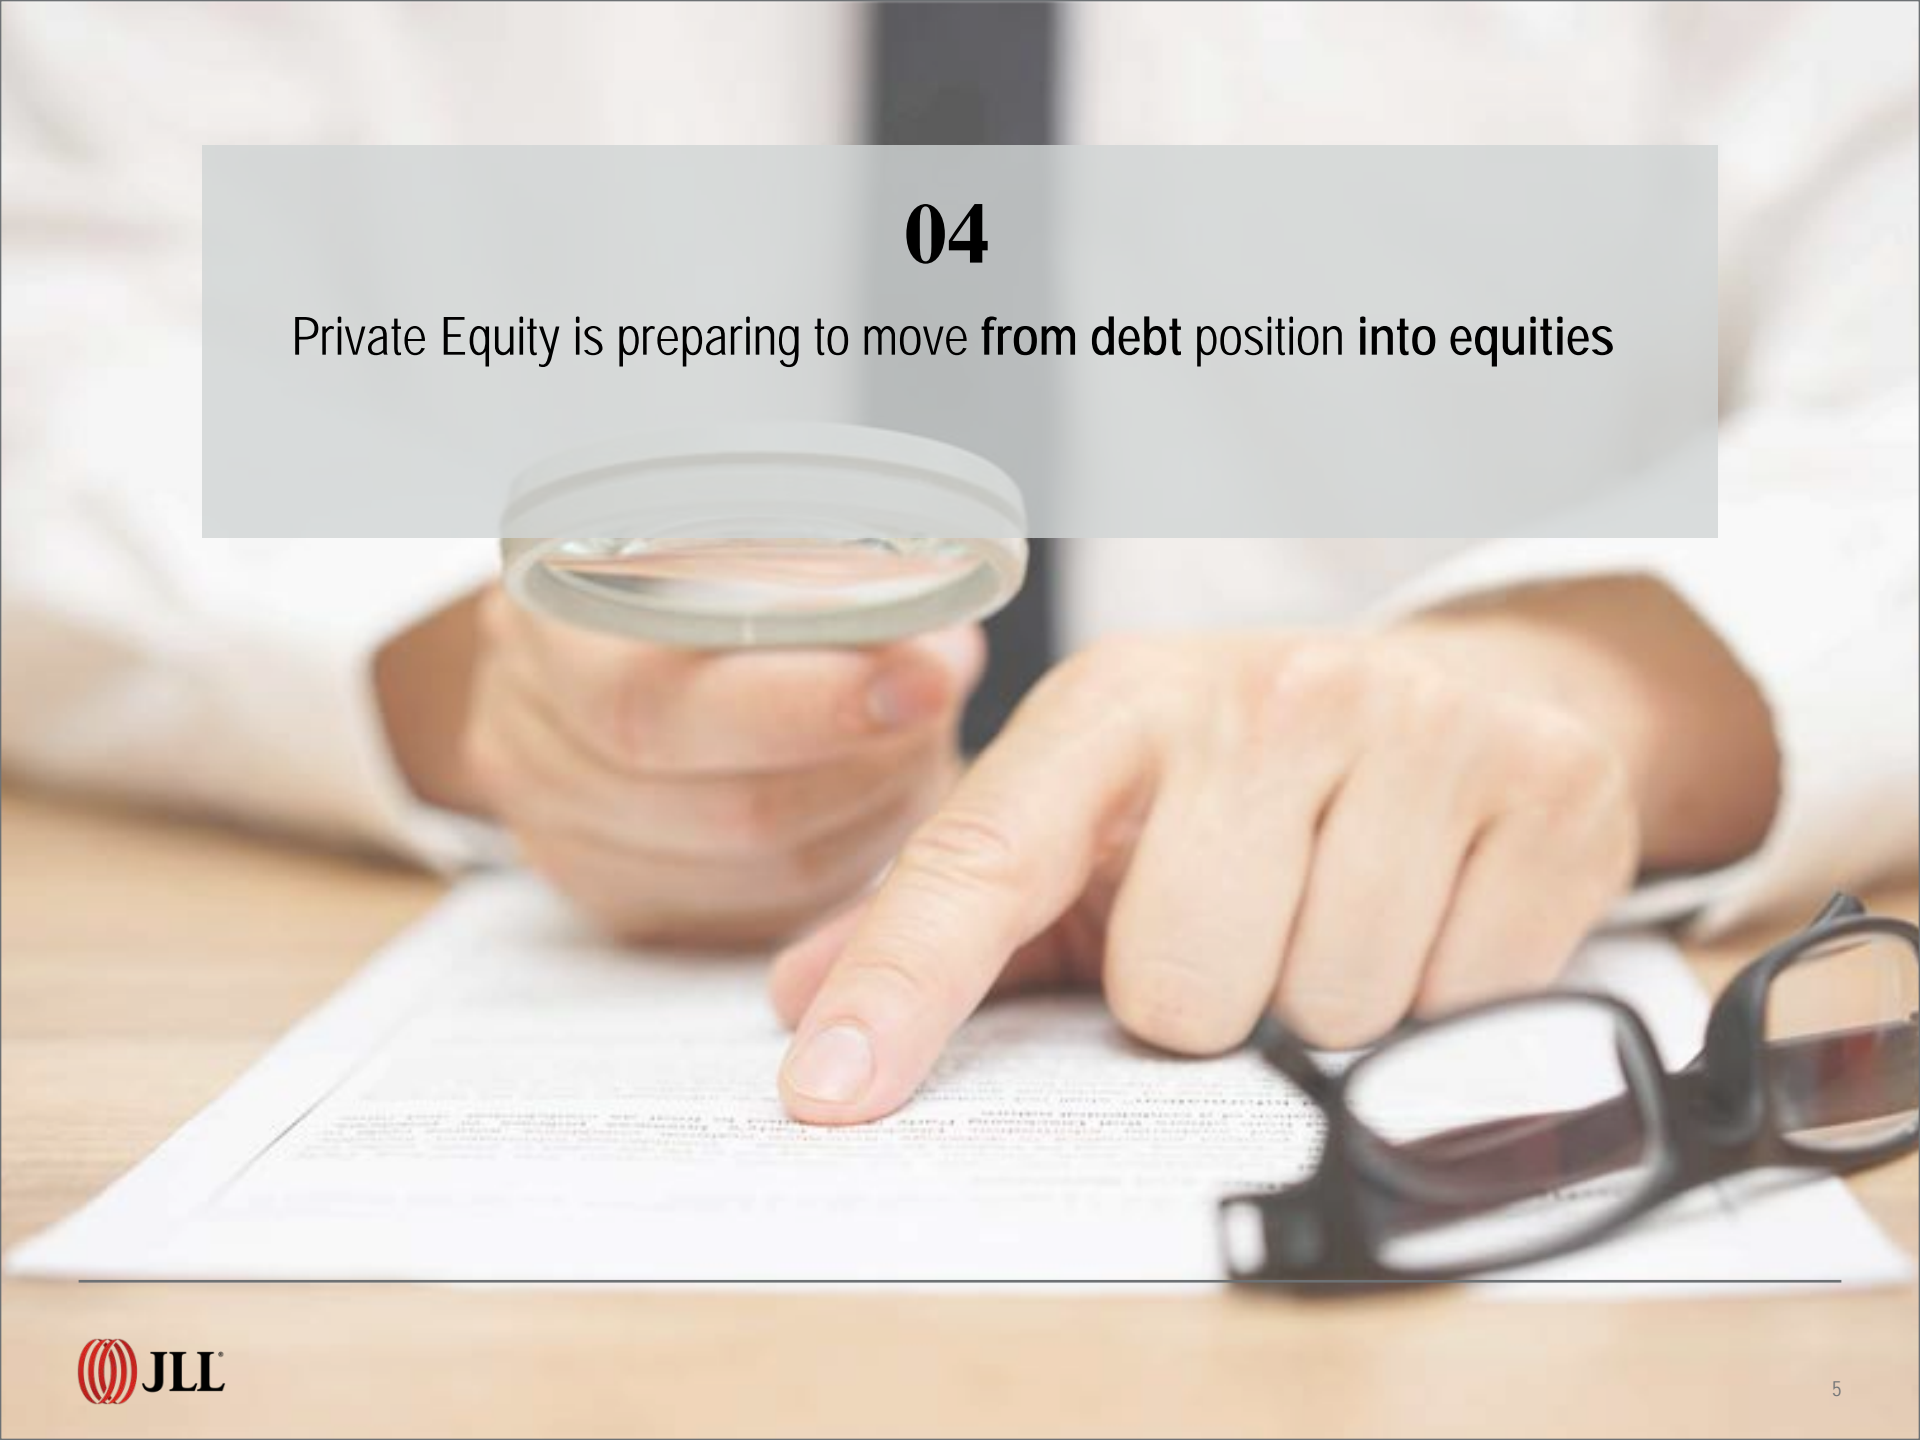 04
Private Equity is preparing to move from debt position into equities
JLL
5